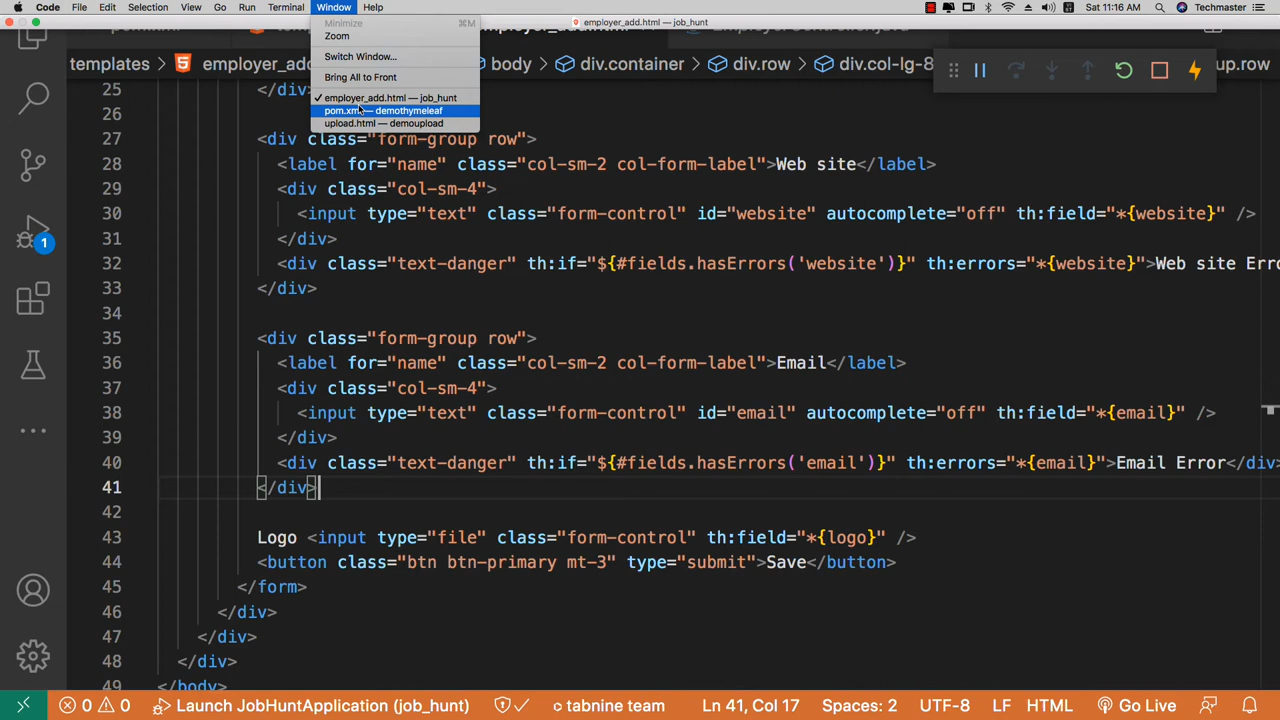 Code File Edit Selection View Go Run Terminal Window Help
Sat 11:16 AM Techmaster
employer_add.html — job_hunt
Minimize ⌘M
Zoom
Switch Window...
Bring All to Front
✓ employer_add.html — job_hunt
— demothymeleaf
upload.html — demoupload
templates > employer_ad body > div.container > div.row > div.col-lg-8
25 </di
26
27 <div class="form-group row">
28 <label for="name" class="col-sm-2 col-form-label">Web site</label>
29 <div class="col-sm-4">
30 <input type="text" class="form-control" id="website" autocomplete="off" th:field="*{website}" />
31 </div>
32 <div class="text-danger" th:if="${#fields.hasErrors('website')}" th:errors="*{website}">Web site Erro
33 </div>
34
35 <div class="form-group row">
36 <label for="name" class="col-sm-2 col-form-label">Email</label>
37 <div class="col-sm-4">
38 <input type="text" class="form-control" id="email" autocomplete="off" th:field="*{email}" />
39 </div>
40 <div class="text-danger" th:if="${#fields.hasErrors('email')}" th:errors="*{email}">Email Error</div>
41 </div>
42
43 Logo <input type="file" class="form-control" th:field="*{logo}" />
44 <button class="btn btn-primary mt-3" type="submit">Save</button>
45 </form>
46 </div>
47 </div>
48 </div>
49 </body>
1
0 0 Launch JobHuntApplication (job_hunt) tabnine team Ln 41, Col 17 Spaces: 2 UTF-8 LF HTML Go Live